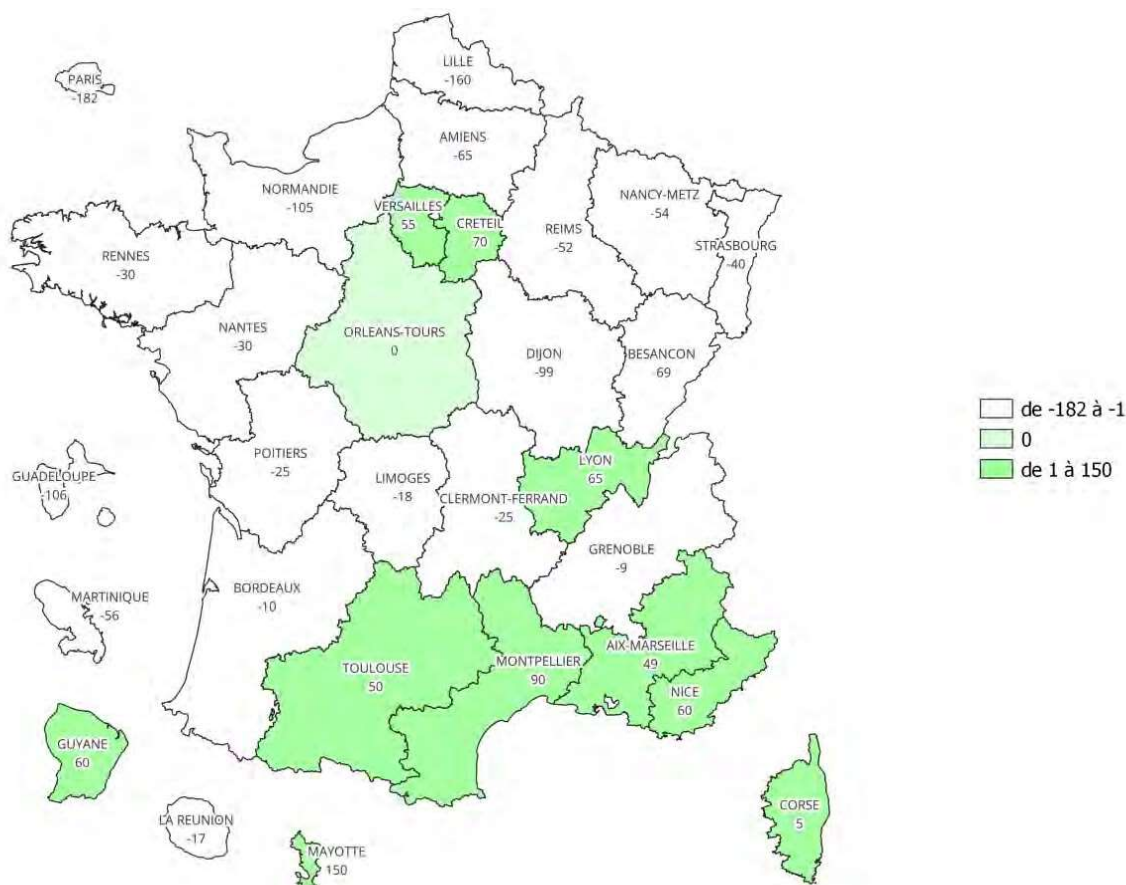 LILLE
-160
PARIS
-182
AMIENS
-65
NORMANDIE
-105
NANCY-METZ
-54
VERSAILLES
55
CRETEIL
70
REIMS
-52
STRASBOURG
-40
RENNES
-30
NANTES
-30
ORLEANS-TOURS
0
DIJON
-99
BESANCON
69
de -182 à -1
0
de 1 à 150
POITIERS
-25
LYON
65
GUADELOUPE
-106
LIMOGES
-18
CLERMONT-FERRAND
-25
GRENOBLE
-9
BORDEAUX
-10
MARTINIQUE
-56
AIX-MARSEILLE
49
TOULOUSE
50
MONTPELLIER
90
NICE
60
GUYANE
60
CORSE
5
LA REUNION
-17
MAYOTTE
150